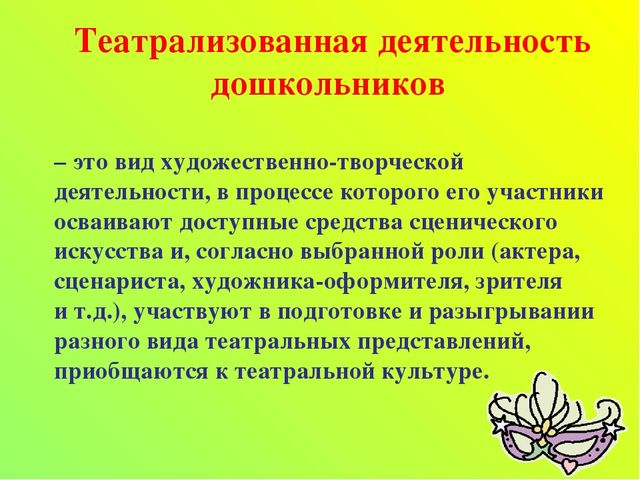 Театрализованная деятельность
дошкольников
– это вид художественно-творческой
деятельности, в процессе которого его участники
осваивают доступные средства сценического
искусства и, согласно выбранной роли (актера,
сценариста, художника-оформителя, зрителя
и т.д.), участвуют в подготовке и разыгрывании
разного вида театральных представлений,
приобщаются к театральной культуре.